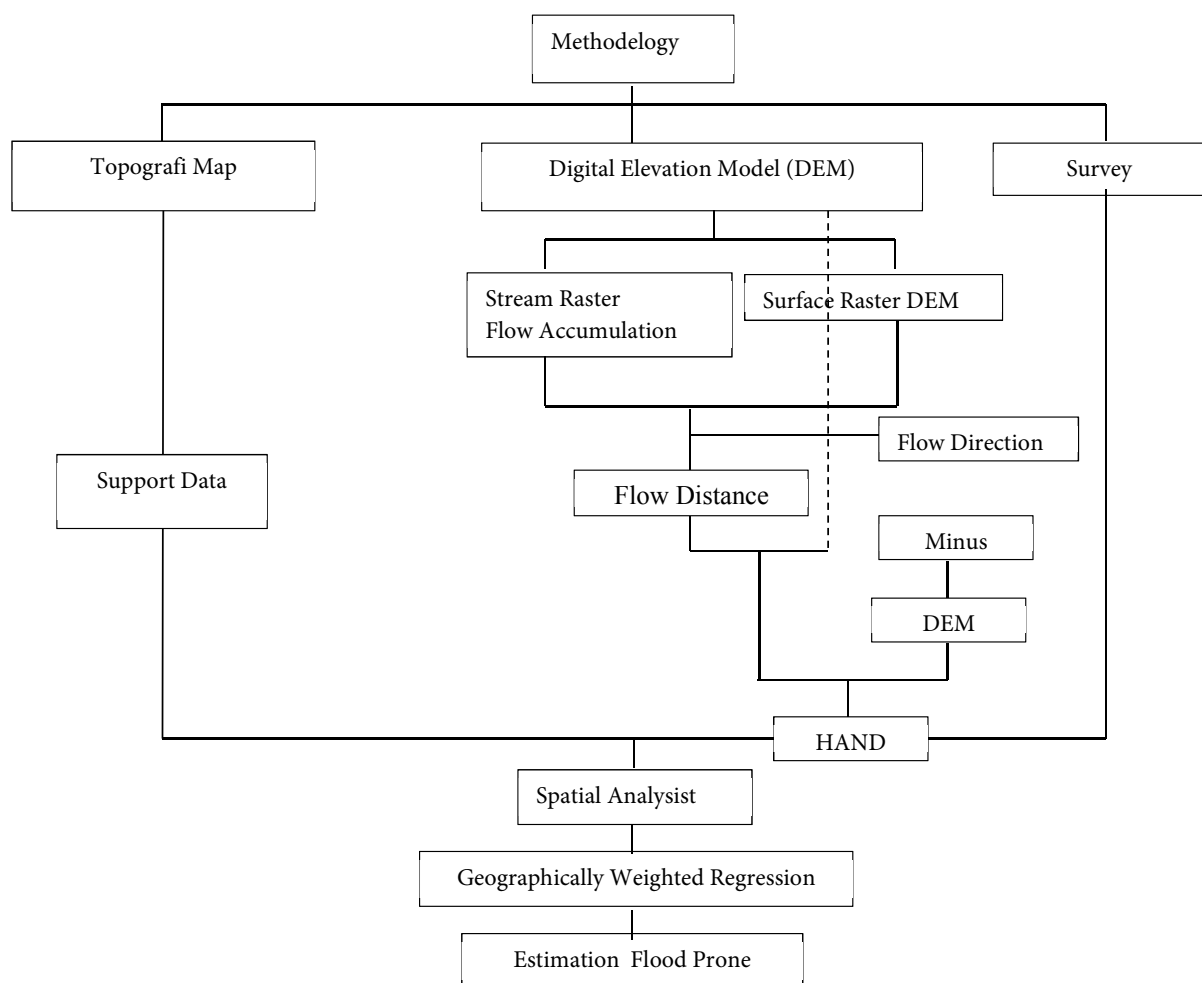 Methodelogy
Topografi Map
Digital Elevation Model (DEM)
Survey
Stream Raster
Flow Accumulation
Surface Raster DEM
Flow Direction
Support Data
Flow Distance
Minus
DEM
HAND
Spatial Analysist
Geographically Weighted Regression
Estimation Flood Prone